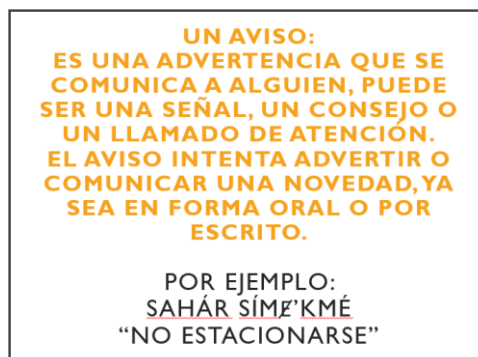 UN AVISO:
ES UNA ADVERTENCIA QUE SE
COMUNICA A ALGUIEN, PUEDE
SER UNA SEÑAL, UN CONSEJO O
UN LLAMADO DE ATENCIÓN.
EL AVISO INTENTA ADVERTIR O
COMUNICAR UNA NOVEDAD, YA
SEA EN FORMA ORAL O POR
ESCRITO.
POR EJEMPLO:
SAHÁR SÍMɆ’KMÉ
“NO ESTACIONARSE”